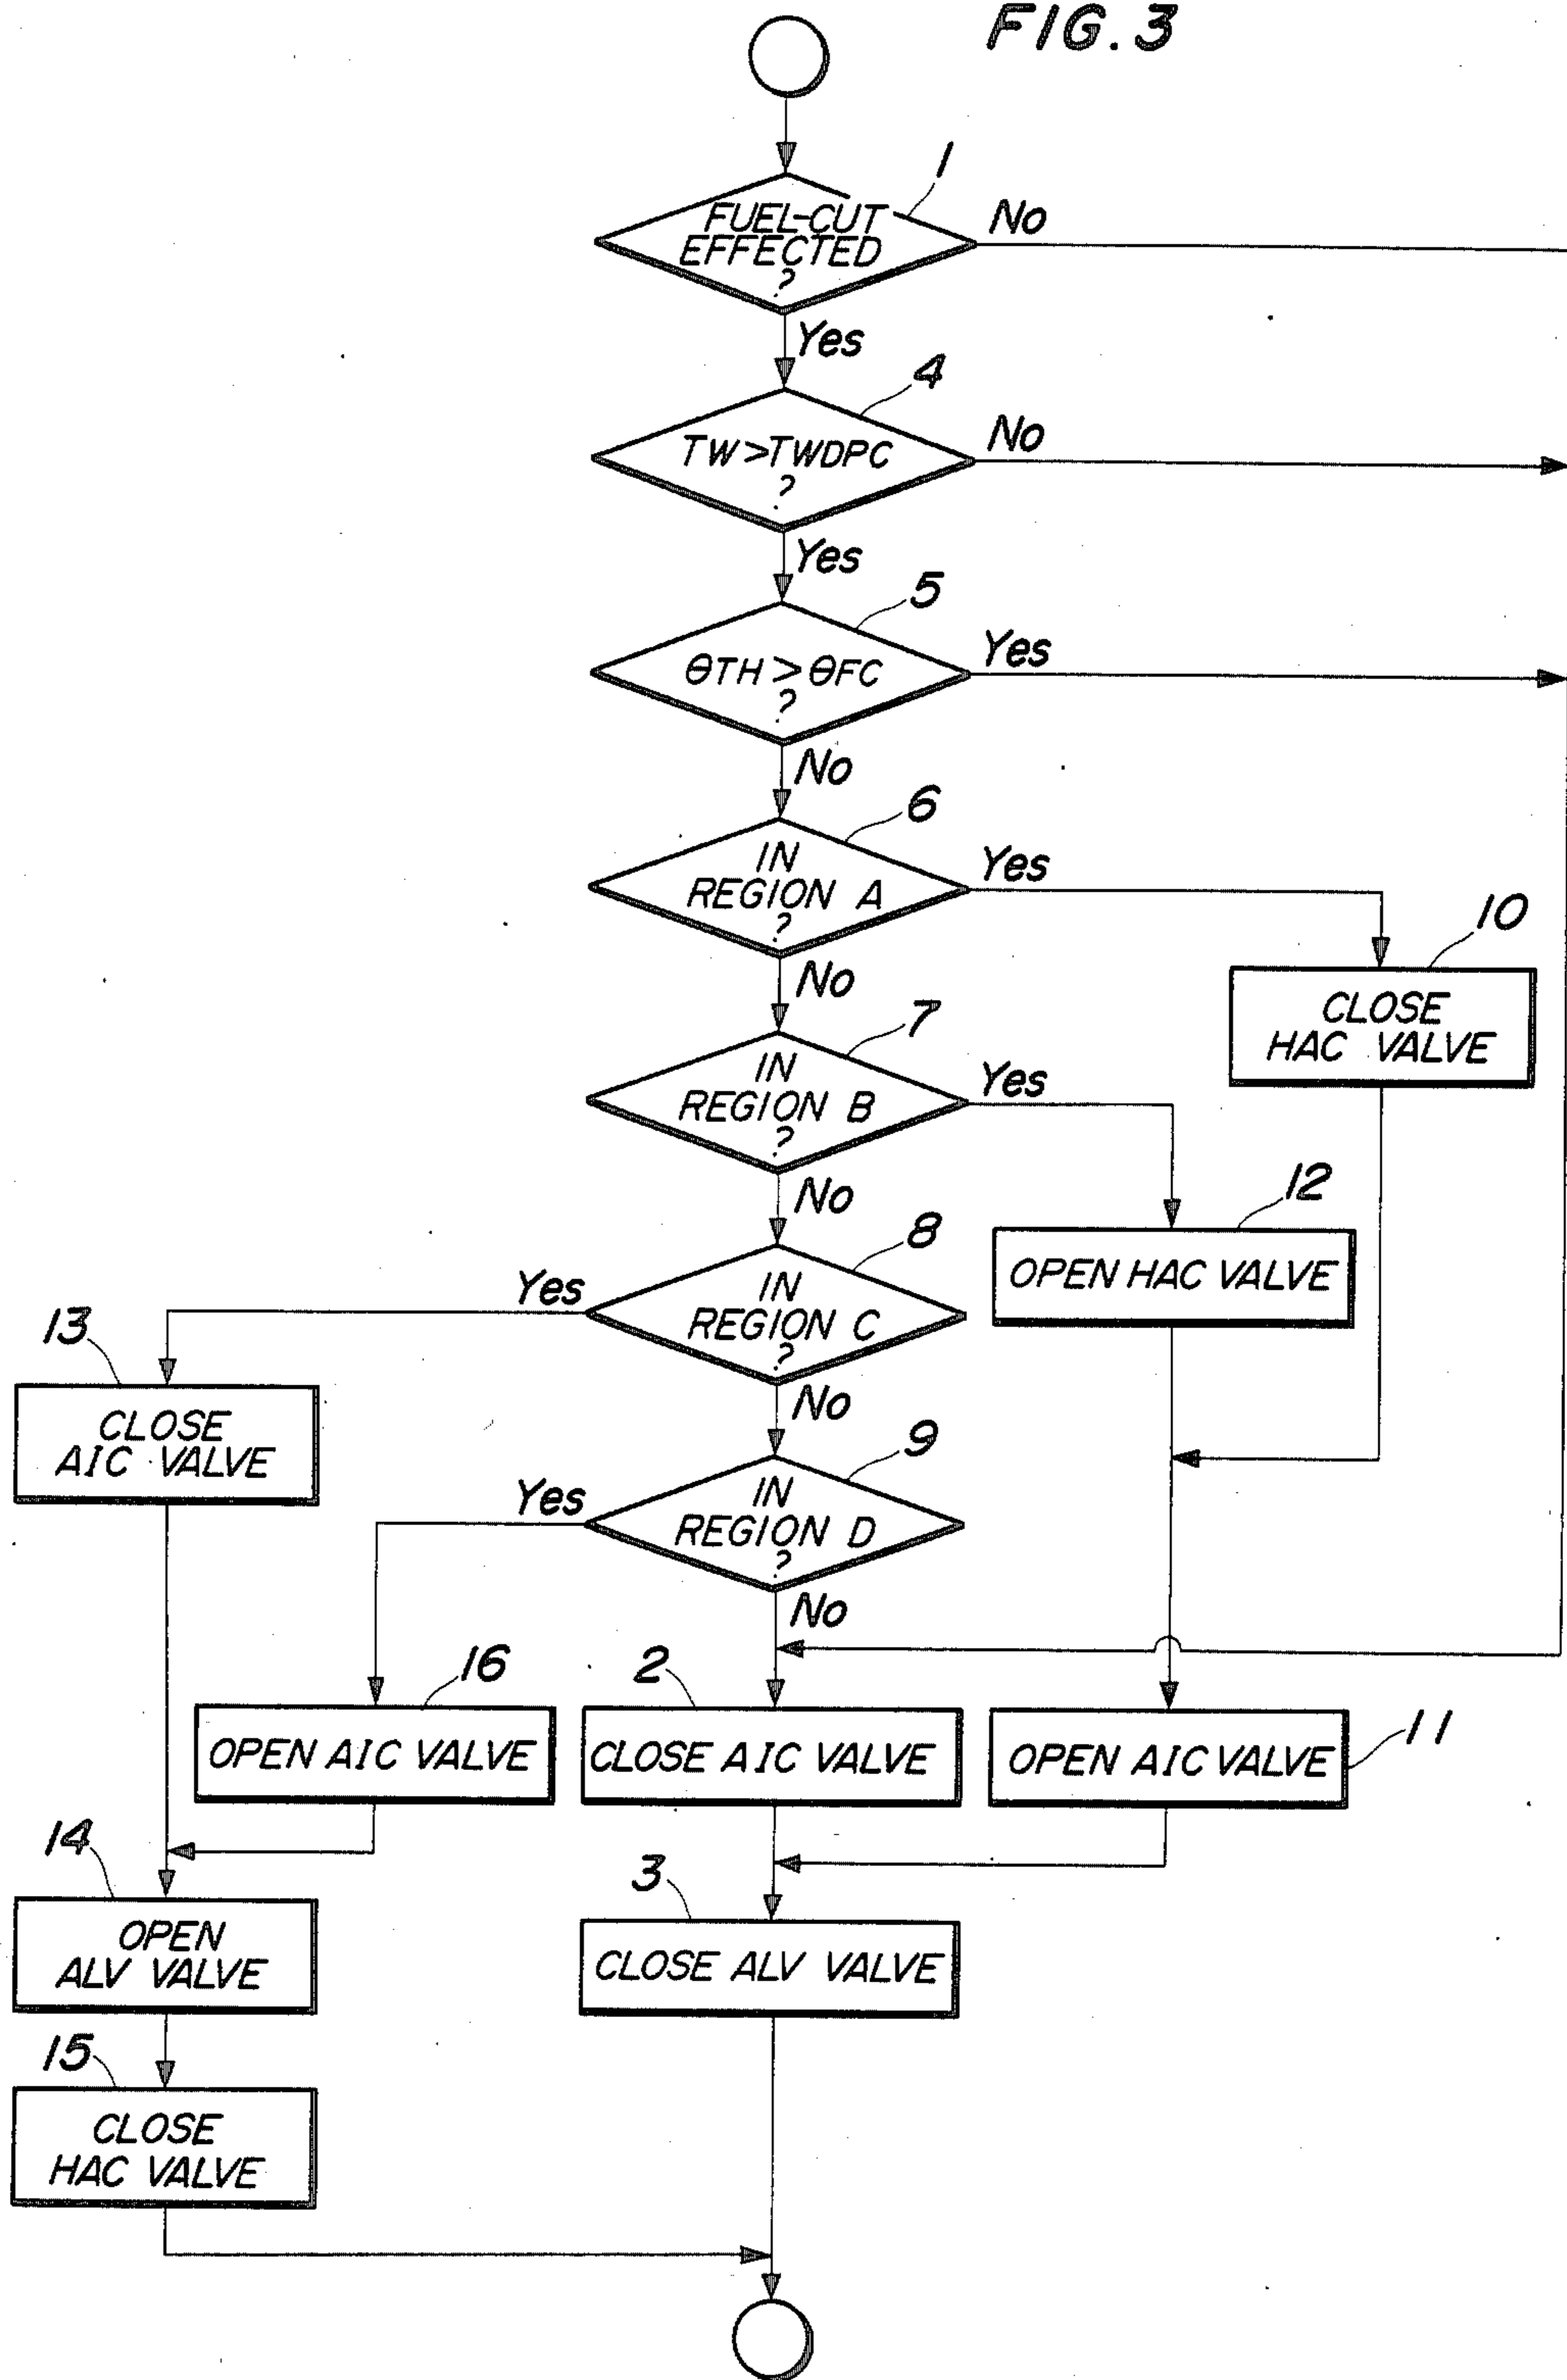 FIG. 3
1
FUEL-CUT
EFFECTED
?
No
Yes
4
TW>TWDPC
?
No
Yes
5
θTH > θFC
?
Yes
No
6
IN
REGION A
?
Yes
No
10
CLOSE
HAC VALVE
7
IN
REGION B
?
Yes
No
12
OPEN HAC VALVE
8
IN
REGION C
?
Yes
No
13
CLOSE
AIC VALVE
9
IN
REGION D
?
Yes
No
16
OPEN AIC VALVE
2
CLOSE AIC VALVE
11
OPEN AIC VALVE
14
OPEN
ALV VALVE
3
CLOSE ALV VALVE
15
CLOSE
HAC VALVE